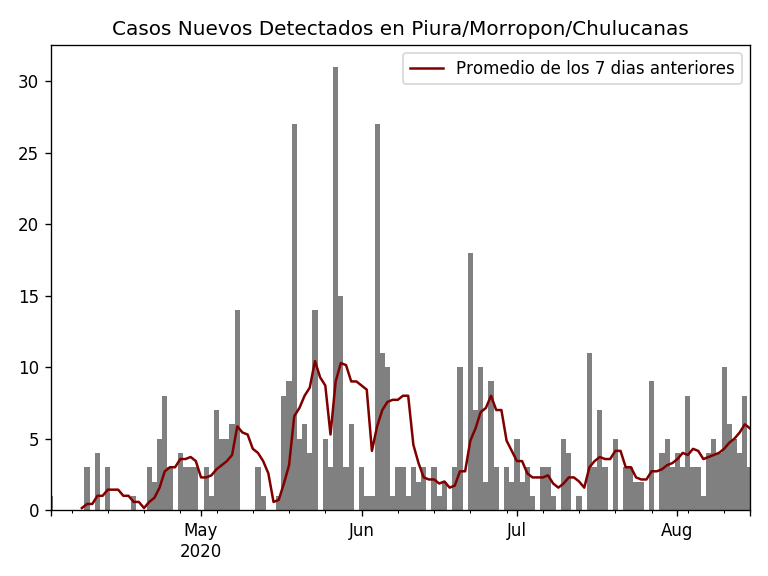 Casos Nuevos Detectados en Piura/Morropon/Chulucanas
Promedio de los 7 dias anteriores
30
25
20
15
10
5
0
May
2020
Jun
Jul
Aug